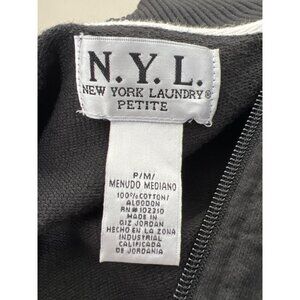 N.Y.L.
NEW YORK LAUNDRY®
PETITE
P/M/
MENUDO MEDIANO
100% COTTON/
ALGODON
RN# 102210
MADE IN
QIZ JORDAN
HECHO EN LA ZONA
INDUSTRIAL
CALIFICADA
DE JORDANIA